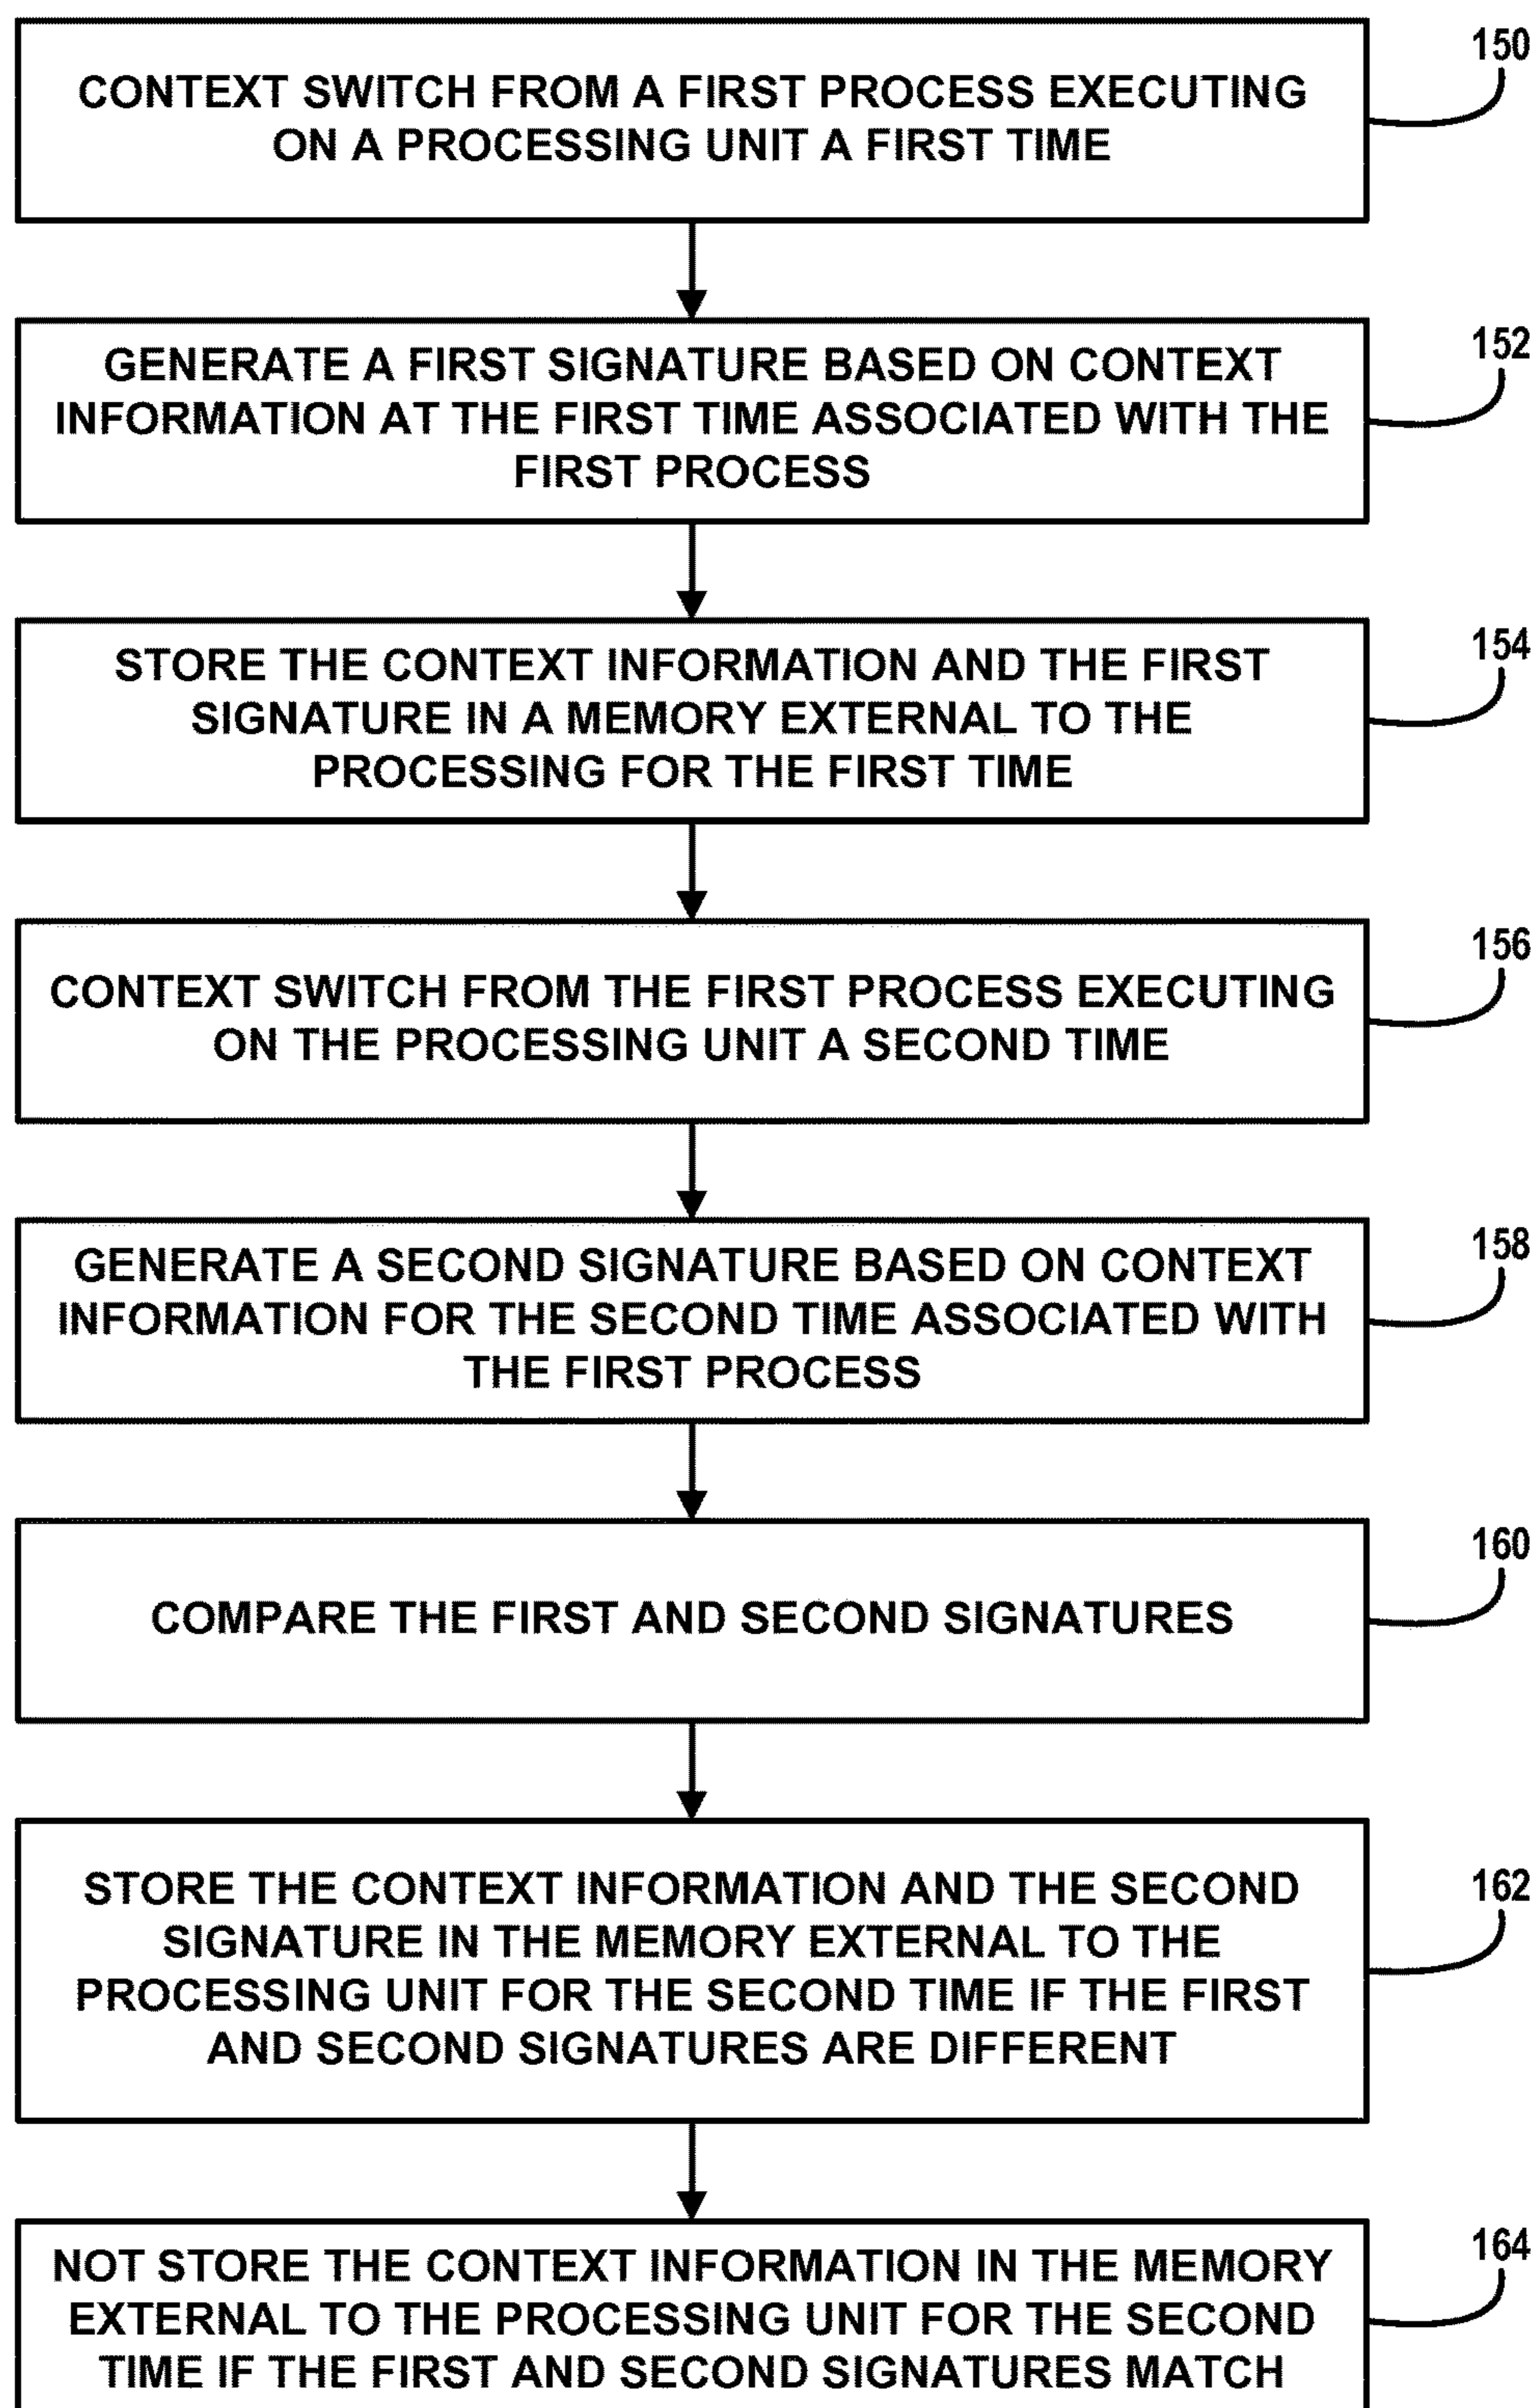 150
CONTEXT SWITCH FROM A FIRST PROCESS EXECUTING
ON A PROCESSING UNIT A FIRST TIME
152
GENERATE A FIRST SIGNATURE BASED ON CONTEXT
INFORMATION AT THE FIRST TIME ASSOCIATED WITH THE
FIRST PROCESS
154
STORE THE CONTEXT INFORMATION AND THE FIRST
SIGNATURE IN A MEMORY EXTERNAL TO THE
PROCESSING FOR THE FIRST TIME
156
CONTEXT SWITCH FROM THE FIRST PROCESS EXECUTING
ON THE PROCESSING UNIT A SECOND TIME
158
GENERATE A SECOND SIGNATURE BASED ON CONTEXT
INFORMATION FOR THE SECOND TIME ASSOCIATED WITH
THE FIRST PROCESS
160
COMPARE THE FIRST AND SECOND SIGNATURES
162
STORE THE CONTEXT INFORMATION AND THE SECOND
SIGNATURE IN THE MEMORY EXTERNAL TO THE
PROCESSING UNIT FOR THE SECOND TIME IF THE FIRST
AND SECOND SIGNATURES ARE DIFFERENT
164
NOT STORE THE CONTEXT INFORMATION IN THE MEMORY
EXTERNAL TO THE PROCESSING UNIT FOR THE SECOND
TIME IF THE FIRST AND SECOND SIGNATURES MATCH